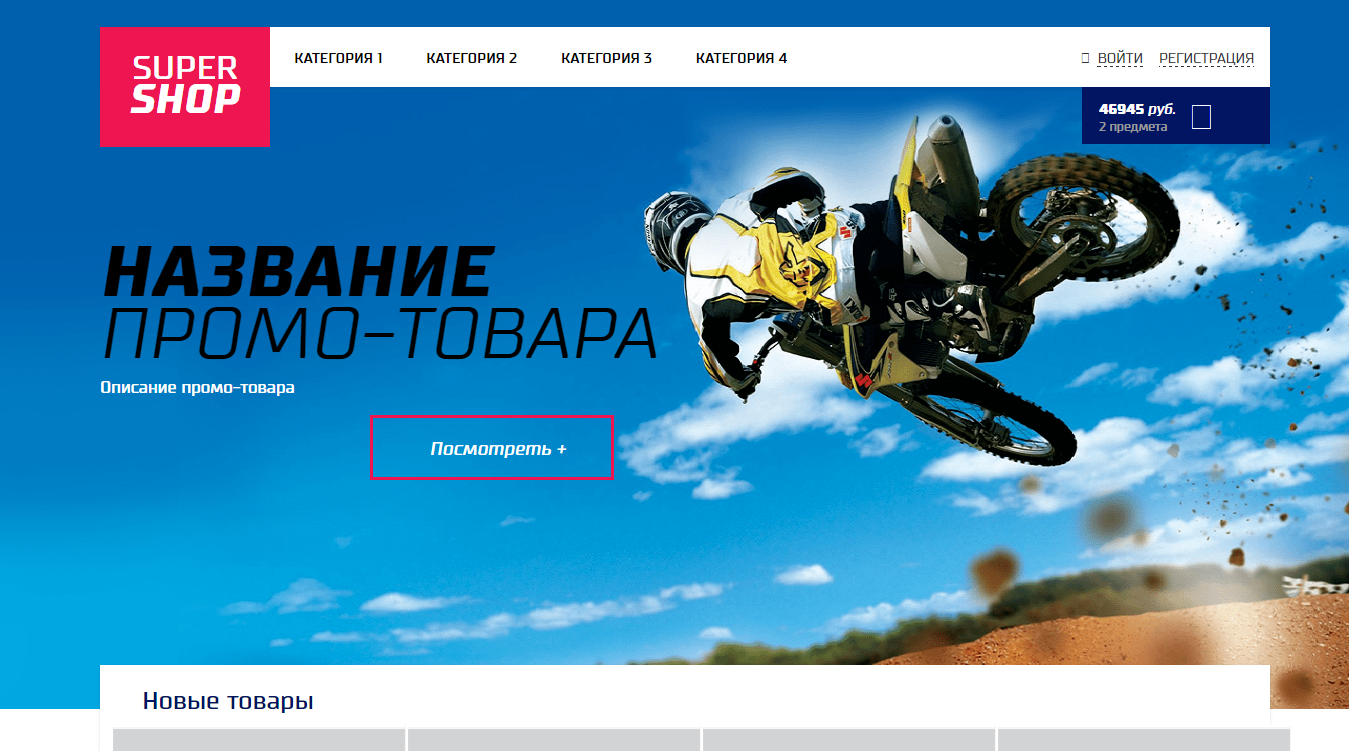 SUPER
SHOP
КАТЕГОРИЯ 1 КАТЕГОРИЯ 2 КАТЕГОРИЯ 3 КАТЕГОРИЯ 4 ВОЙТИ РЕГИСТРАЦИЯ
46945 руб.
2 предмета
НАЗВАНИЕ
ПРОМО-ТОВАРА
Описание промо-товара
Посмотреть +
Новые товары